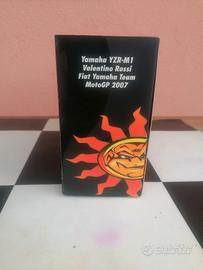 Yamaha YZR-M1
Valentino Rossi
Fiat Yamaha Team
MotoGP 2007
subito